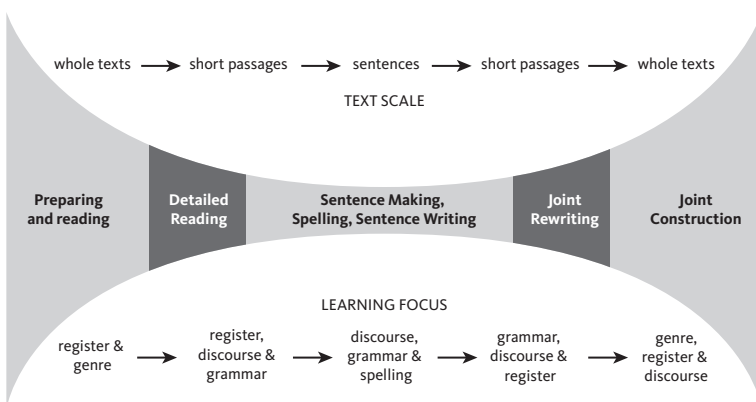 whole texts → short passages → sentences → short passages → whole texts
TEXT SCALE
Preparing
and reading
Detailed
Reading
Sentence Making,
Spelling, Sentence Writing
Joint
Rewriting
Joint
Construction
LEARNING FOCUS
register &
genre
register,
discourse &
grammar
discourse,
grammar &
spelling
grammar,
discourse &
register
genre,
register &
discourse